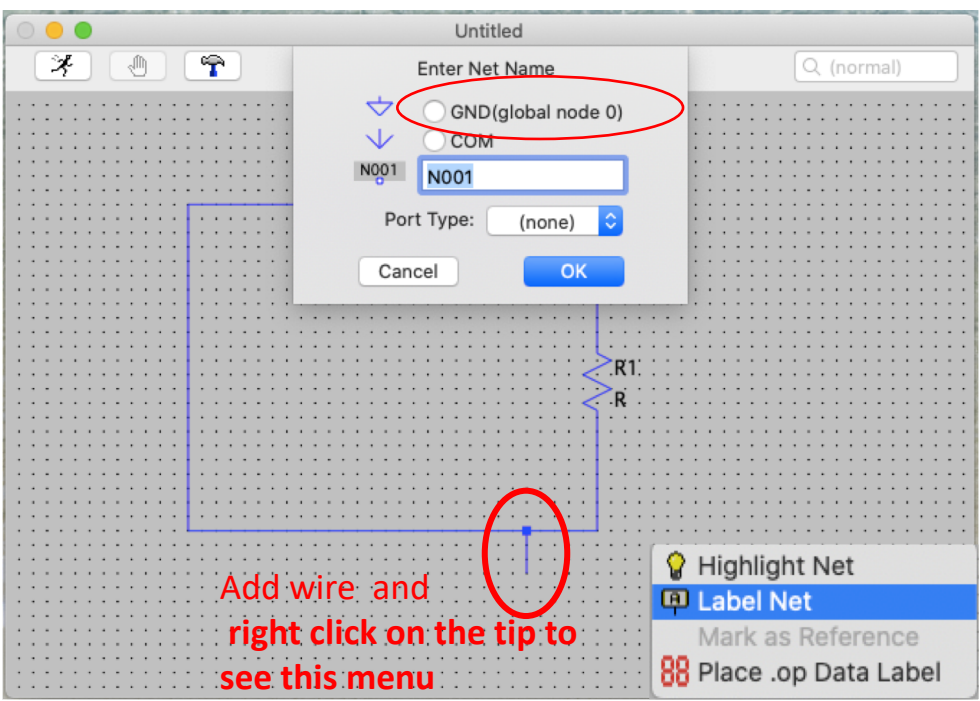 Untitled
(normal)
Enter Net Name
GND(global node 0)
COM
N001
N001
Port Type: (none)
Cancel OK
R1
R
Add wire and
right click on the tip to
see this menu
Highlight Net
A Label Net
Mark as Reference
88 Place .op Data Label